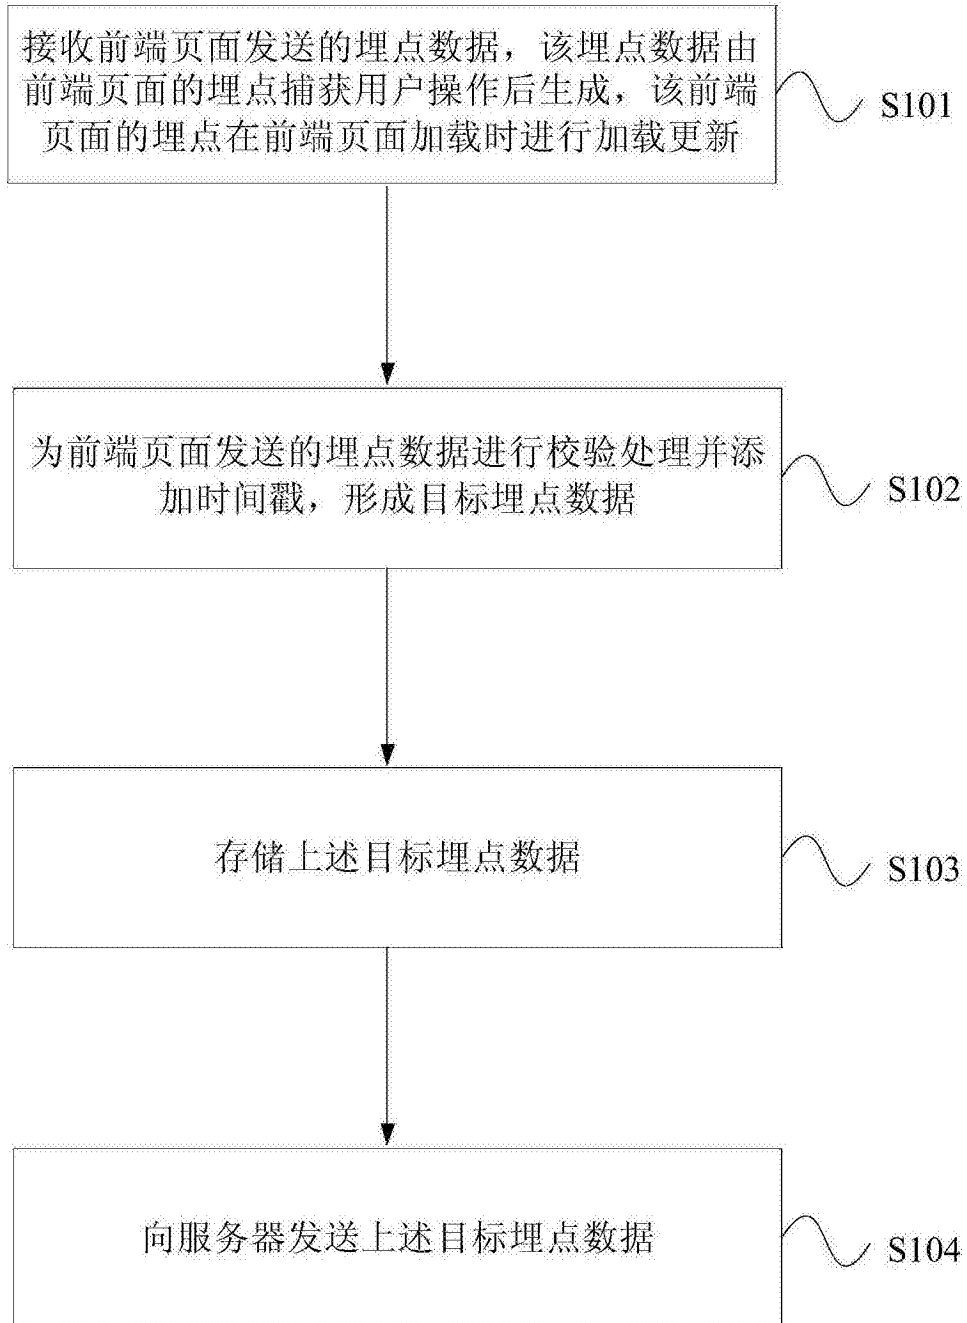 接收前端页面发送的埋点数据，该埋点数据由
前端页面的埋点捕获用户操作后生成，该前端
页面的埋点在前端页面加载时进行加载更新
S101
为前端页面发送的埋点数据进行校验处理并添
加时间戳，形成目标埋点数据
S102
存储上述目标埋点数据
S103
向服务器发送上述目标埋点数据
S104